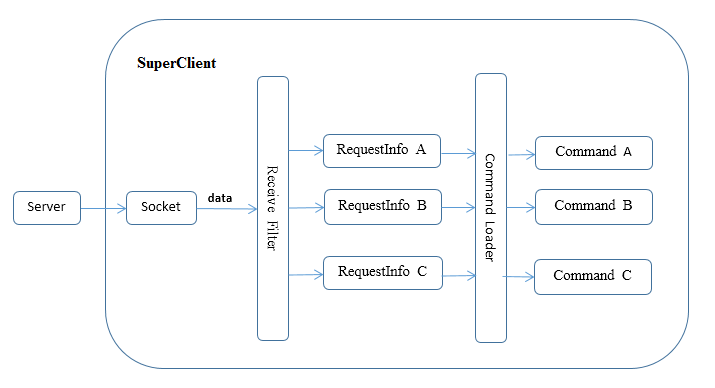 SuperClient
Server
Socket
data
Receive Filter
RequestInfo A
RequestInfo B
RequestInfo C
Command Loader
Command A
Command B
Command C